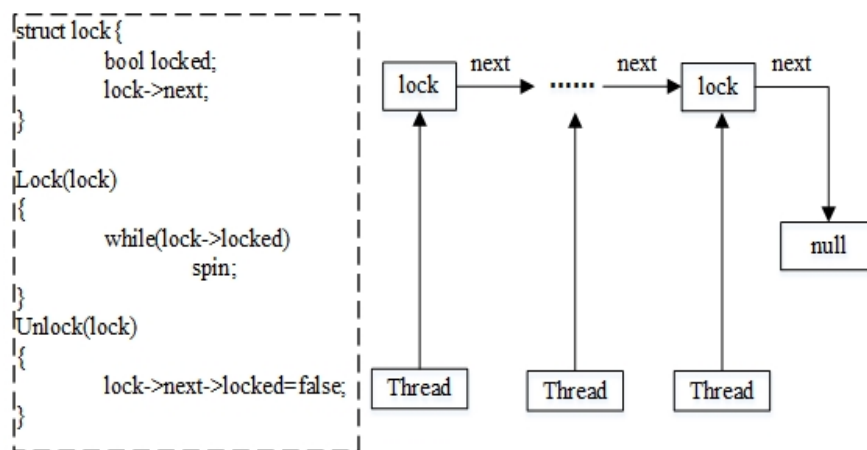 struct lock{
bool locked;
lock->next;
}
Lock(lock)
{
while(lock->locked)
spin;
}
Unlock(lock)
{
lock->next->locked=false;
}
next
next
next
lock
......
lock
null
Thread
Thread
Thread